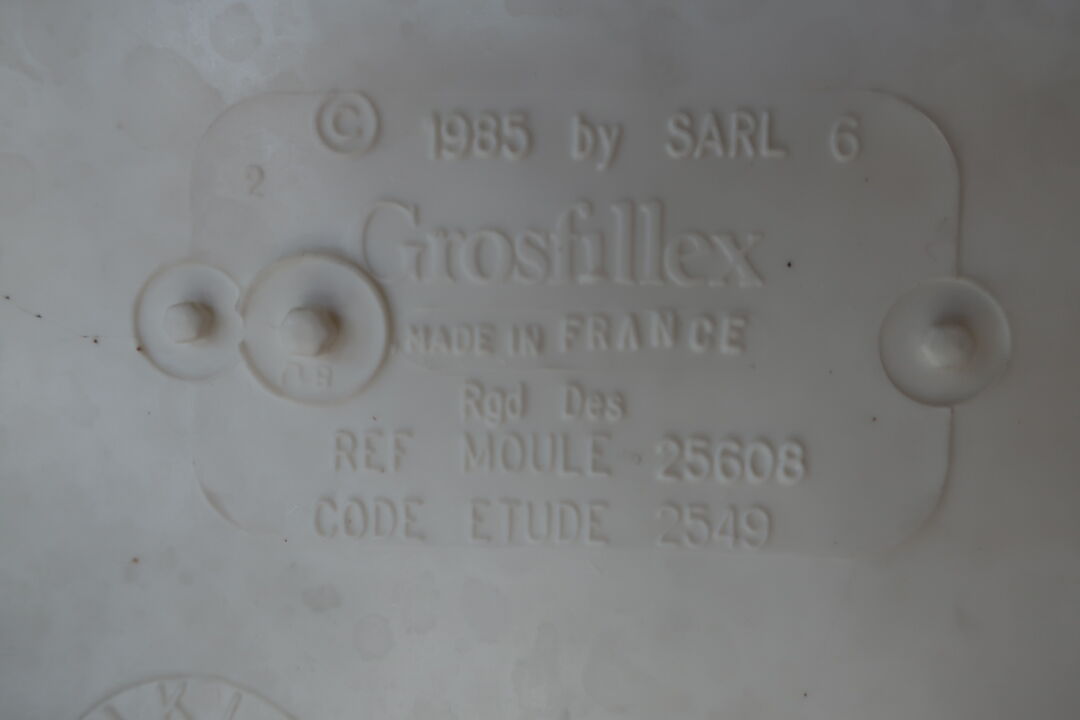 © 1985 by SARL 6
2
Grosfillex
MADE IN FRANCE
Rgd Des
REF MOULE 25608
CODE ETUDE 2549